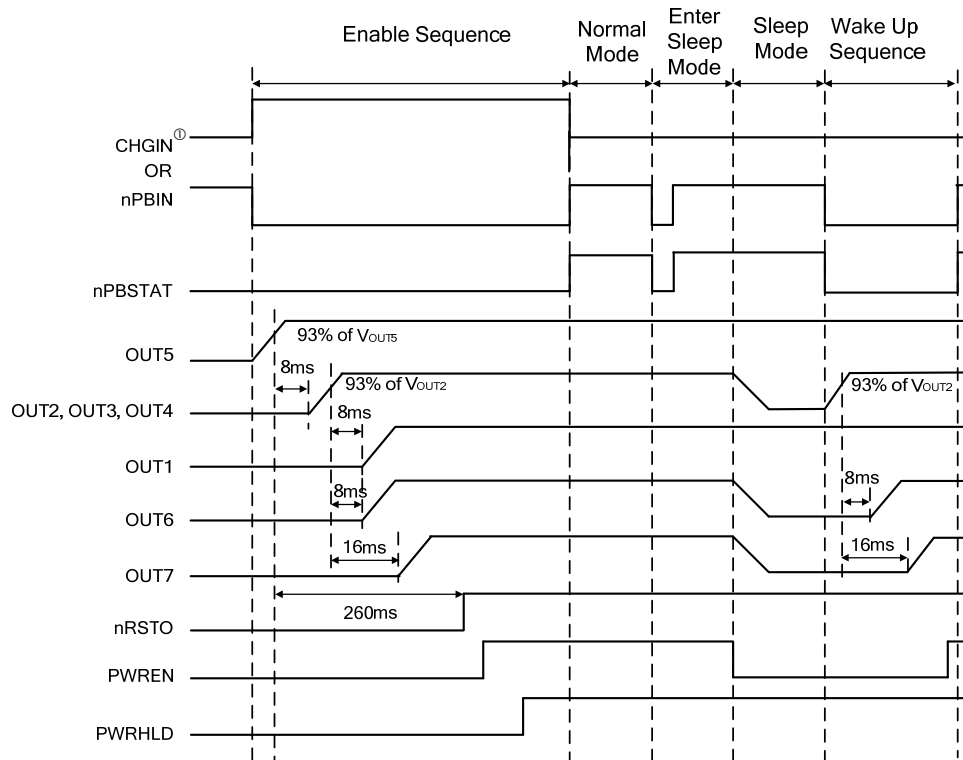 Enable Sequence
Normal
Mode
Enter
Sleep
Mode
Sleep
Mode
Wake Up
Sequence
CHGIN①
OR
nPBIN
nPBSTAT
OUT5
93% of VOUT5
8ms
OUT2, OUT3, OUT4
93% of VOUT2
93% of VOUT2
8ms
OUT1
8ms
8ms
OUT6
16ms
16ms
OUT7
260ms
nRSTO
PWREN
PWRHLD